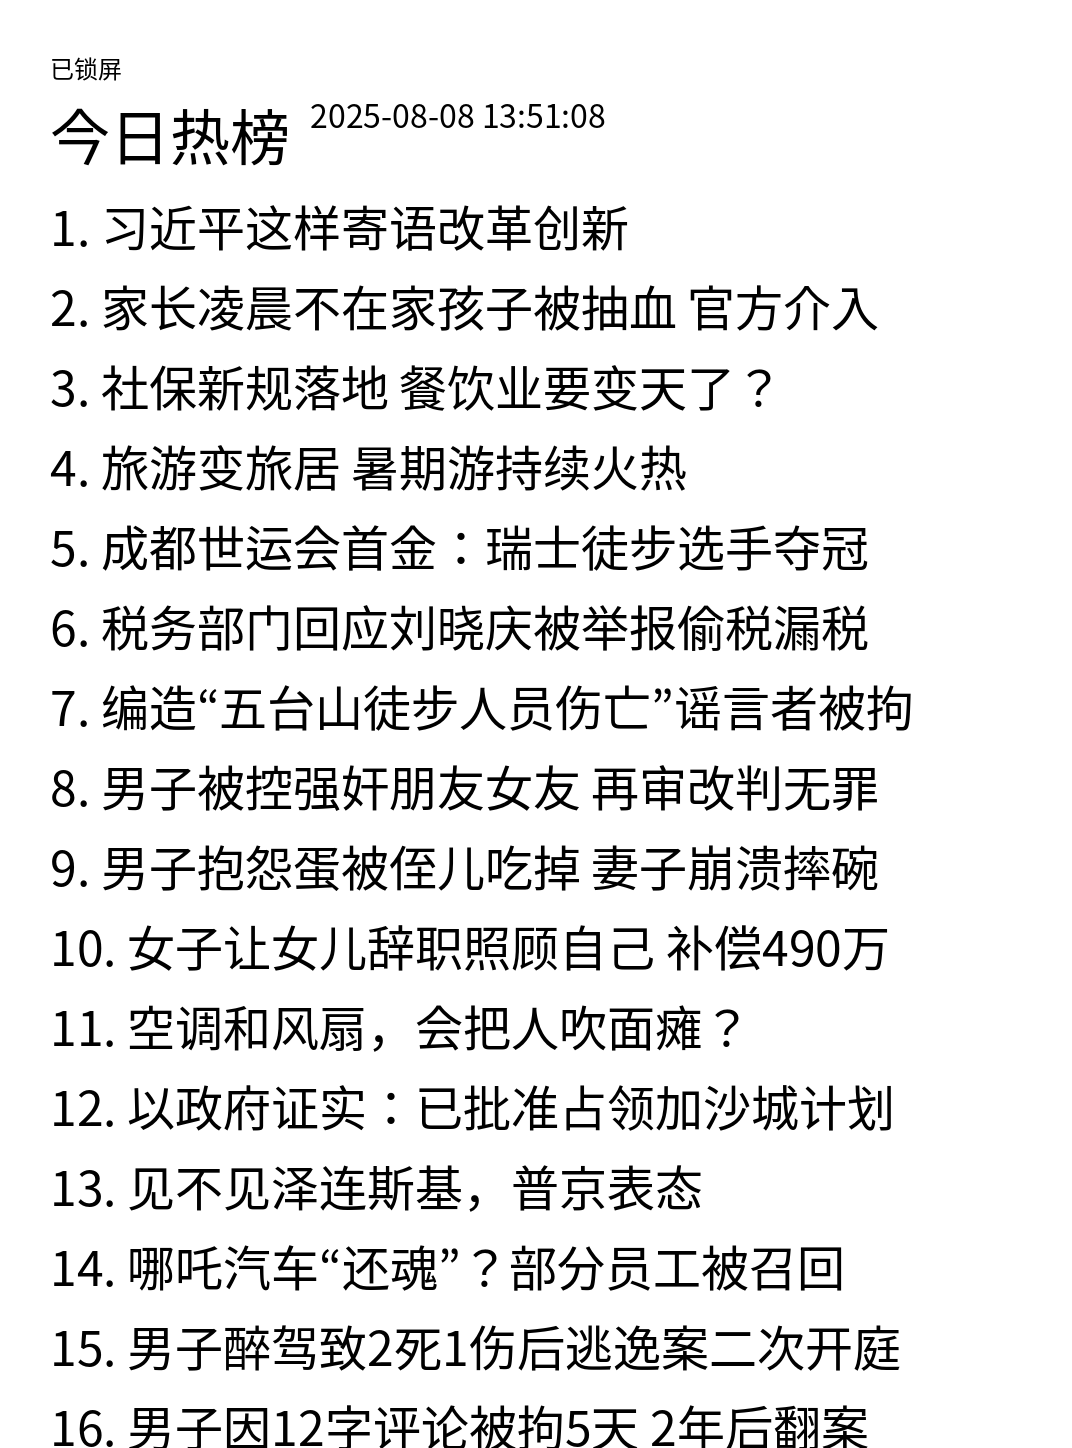 已锁屏
今日热榜 2025-08-08 13:51:08
1. 习近平这样寄语改革创新
2. 家长凌晨不在家孩子被抽血 官方介入
3. 社保新规落地 餐饮业要变天了？
4. 旅游变旅居 暑期游持续火热
5. 成都世运会首金：瑞士徒步选手夺冠
6. 税务部门回应刘晓庆被举报偷税漏税
7. 编造“五台山徒步人员伤亡”谣言者被拘
8. 男子被控强奸朋友女友 再审改判无罪
9. 男子抱怨蛋被侄儿吃掉 妻子崩溃摔碗
10. 女子让女儿辞职照顾自己 补偿490万
11. 空调和风扇，会把人吹面瘫？
12. 以政府证实：已批准占领加沙城计划
13. 见不见泽连斯基，普京表态
14. 哪吒汽车“还魂”？部分员工被召回
15. 男子醉驾致2死1伤后逃逸案二次开庭
16. 男子因12字评论被拘5天 2年后翻案